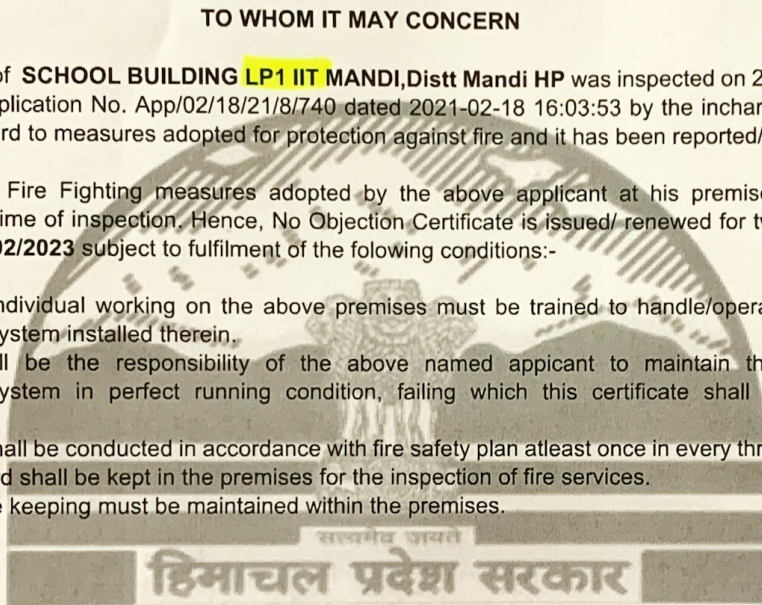 TO WHOM IT MAY CONCERN
of SCHOOL BUILDING LP1 IIT MANDI,Distt Mandi HP was inspected on 2
plication No. App/02/18/21/8/740 dated 2021-02-18 16:03:53 by the inchar
rd to measures adopted for protection against fire and it has been reported/
Fire Fighting measures adopted by the above applicant at his premise
ime of inspection. Hence, No Objection Certificate is issued/ renewed for tw
02/2023 subject to fulfilment of the folowing conditions:-
ndividual working on the above premises must be trained to handle/opera
ystem installed therein.
ll be the responsibility of the above named appicant to maintain th
ystem in perfect running condition, failing which this certificate shall
hall be conducted in accordance with fire safety plan atleast once in every thr
d shall be kept in the premises for the inspection of fire services.
e keeping must be maintained within the premises.
सत्यमेव जयते
हिमाचल प्रदेश सरकार